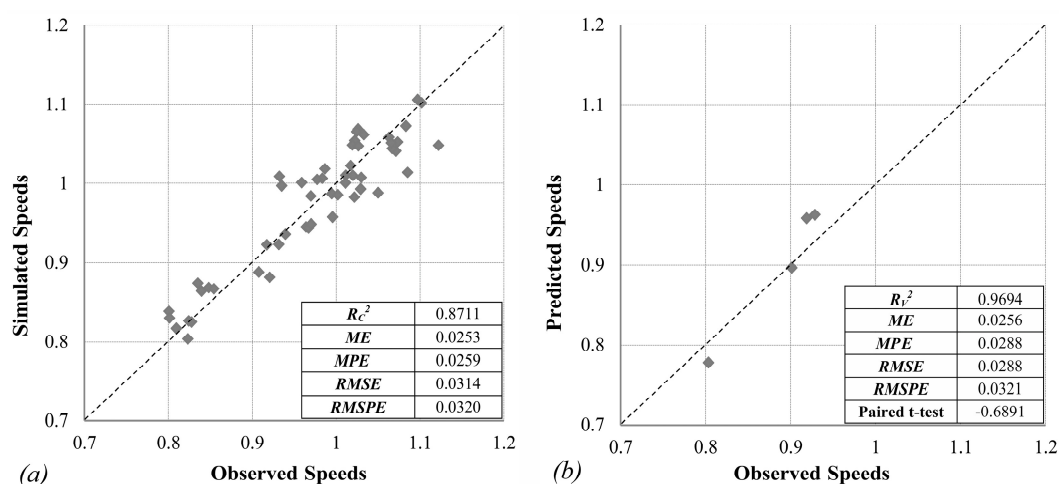 1.2
1.1
1
0.9
0.8
0.7
Simulated Speeds
R_C^2 0.8711
ME 0.0253
MPE 0.0259
RMSE 0.0314
RMSPE 0.0320
0.7 0.8 0.9 1 1.1 1.2
(a) Observed Speeds
1.2
1.1
1
0.9
0.8
0.7
Predicted Speeds
R_V^2 0.9694
ME 0.0256
MPE 0.0288
RMSE 0.0288
RMSPE 0.0321
Paired t-test -0.6891
0.7 0.8 0.9 1 1.1 1.2
(b) Observed Speeds